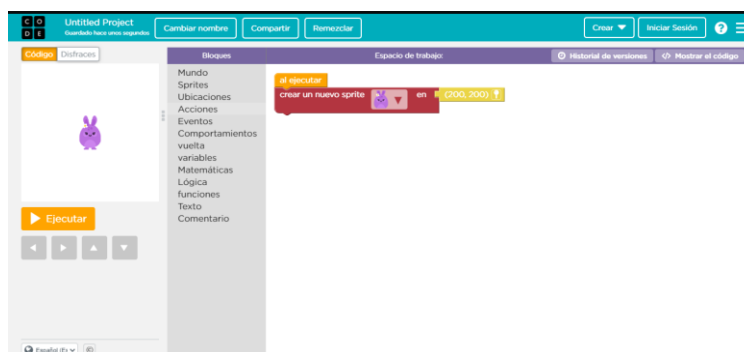 C O
D E
Untitled Project
Guardado hace unos segundos
Cambiar nombre
Compartir
Remezclar
Crear
Iniciar Sesión
?
Código
Disfraces
Bloques
Espacio de trabajo:
Historial de versiones
</> Mostrar el código
Mundo
Sprites
Ubicaciones
Acciones
Eventos
Comportamientos
vuelta
variables
Matemáticas
Lógica
funciones
Texto
Comentario
al ejecutar
crear un nuevo sprite en (200, 200)
Ejecutar